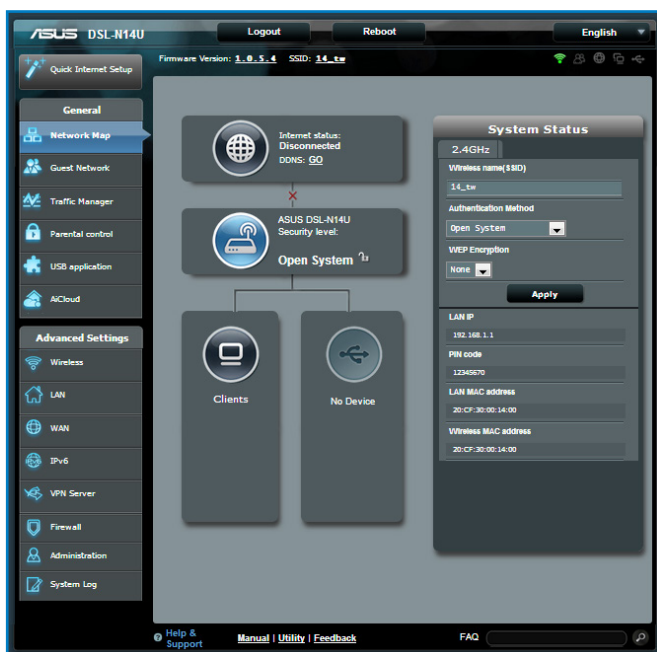 ASUS DSL-N14U
Logout
Reboot
English
Quick Internet Setup
Firmware Version: 1.0.5.4 SSID: 14_tw
General
Network Map
Guest Network
Traffic Manager
Parental control
USB application
AiCloud
Advanced Settings
Wireless
LAN
WAN
IPv6
VPN Server
Firewall
Administration
System Log
Internet status:
Disconnected
DDNS: GO
ASUS DSL-N14U
Security level:
Open System
Clients
No Device
System Status
2.4GHz
Wireless name(SSID)
14_tw
Authentication Method
Open System
WEP Encryption
None
Apply
LAN IP
192.168.1.1
PIN code
12345670
LAN MAC address
20:CF:30:00:14:00
Wireless MAC address
20:CF:30:00:14:00
Help &
Support
Manual | Utility | Feedback
FAQ